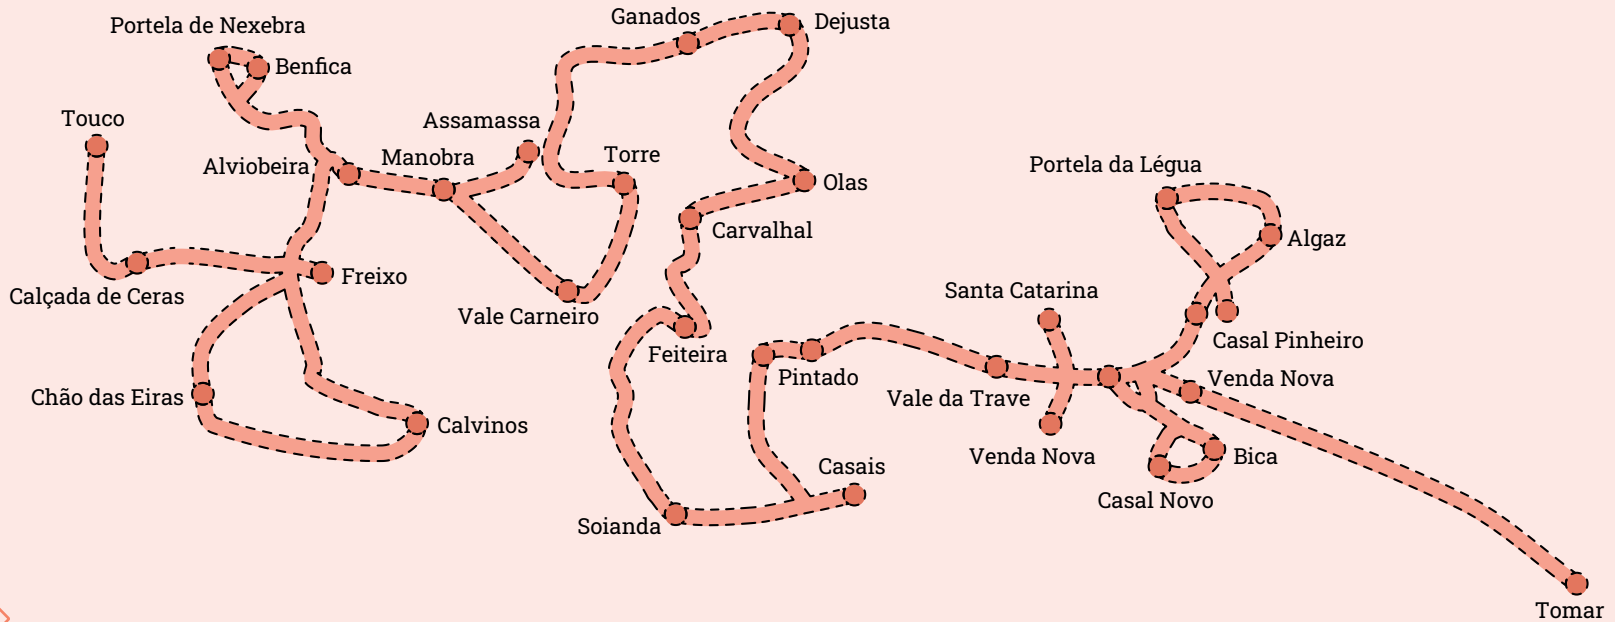 Ganados
Dejusta
Portela de Nexebra
Benfica
Touco
Assamassa
Alviobeira
Manobra
Torre
Portela da Légua
Olas
Carvalhal
Algaz
Calçada de Ceras
Freixo
Santa Catarina
Vale Carneiro
Casal Pinheiro
Feiteira
Pintado
Venda Nova
Chão das Eiras
Vale da Trave
Calvinos
Venda Nova
Bica
Casais
Casal Novo
Soianda
Tomar